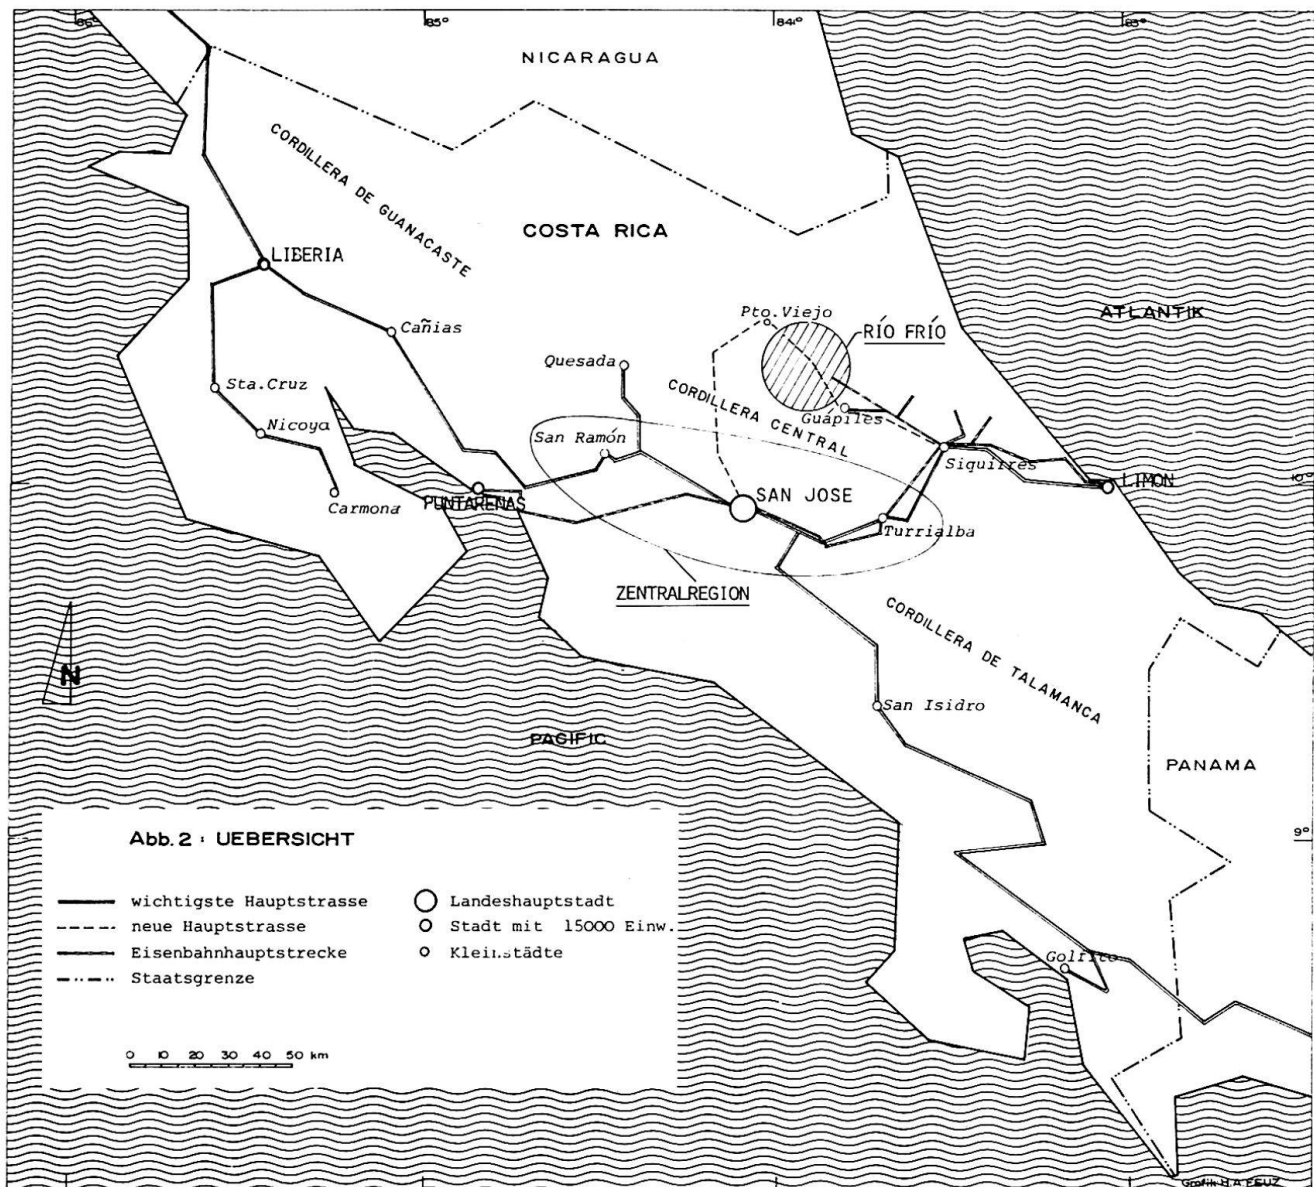 86°
85°
84°
83°
NICARAGUA
CORDILLERA DE GUANACASTE
COSTA RICA
LIBERIA
ATLANTIK
Pto.Viejo
RÍO FRÍO
Cañias
Quesada
Sta.Cruz
CORDILLERA CENTRAL
Guápiles
Nicoya
San Ramón
Siquirres
10°
LIMON
PUNTARENAS
SAN JOSE
Carmona
Turrialba
ZENTRALREGION
CORDILLERA DE TALAMANCA
N
San Isidro
PACIFIC
PANAMA
9°
Abb. 2 : UEBERSICHT
wichtigste Hauptstrasse
neue Hauptstrasse
Eisenbahnhauptstrecke
Staatsgrenze
Landeshauptstadt
Stadt mit 15000 Einw.
Kleinstädte
Golfito
0 10 20 30 40 50 km
Grafik H.A FEUZ